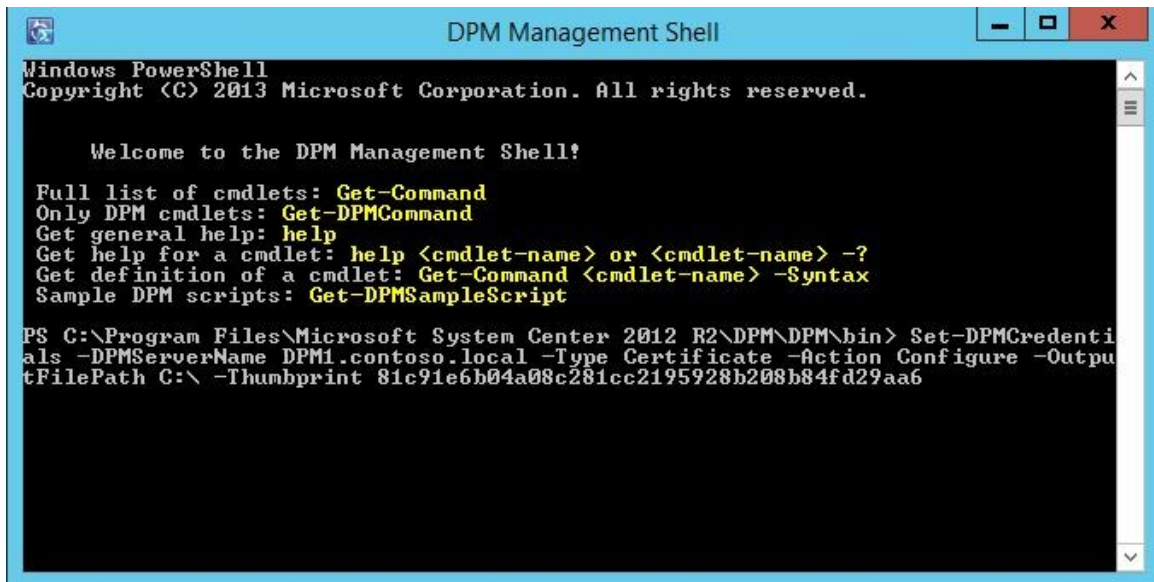 DPM Management Shell
Windows PowerShell
Copyright (C) 2013 Microsoft Corporation. All rights reserved.
Welcome to the DPM Management Shell!
Full list of cmdlets: Get-Command
Only DPM cmdlets: Get-DPMCommand
Get general help: help
Get help for a cmdlet: help <cmdlet-name> or <cmdlet-name> -?
Get definition of a cmdlet: Get-Command <cmdlet-name> -Syntax
Sample DPM scripts: Get-DPMSampleScript
PS C:\Program Files\Microsoft System Center 2012 R2\DPM\DPM\bin> Set-DPMCredenti
als -DPMServerName DPM1.contoso.local -Type Certificate -Action Configure -Outpu
tFilePath C:\ -Thumbprint 81c91e6b04a08c281cc2195928b208b84fd29aa6